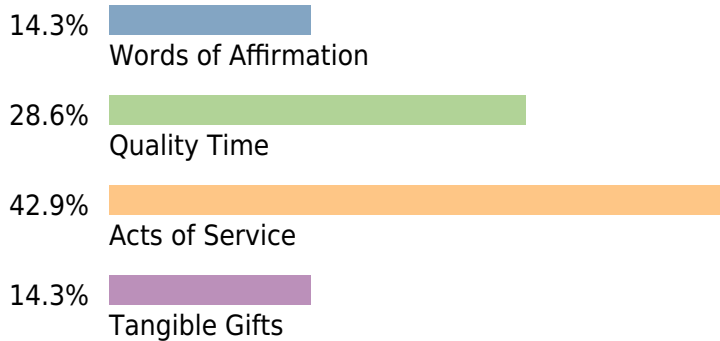 14.3%
Words of Affirmation
28.6%
Quality Time
42.9%
Acts of Service
14.3%
Tangible Gifts